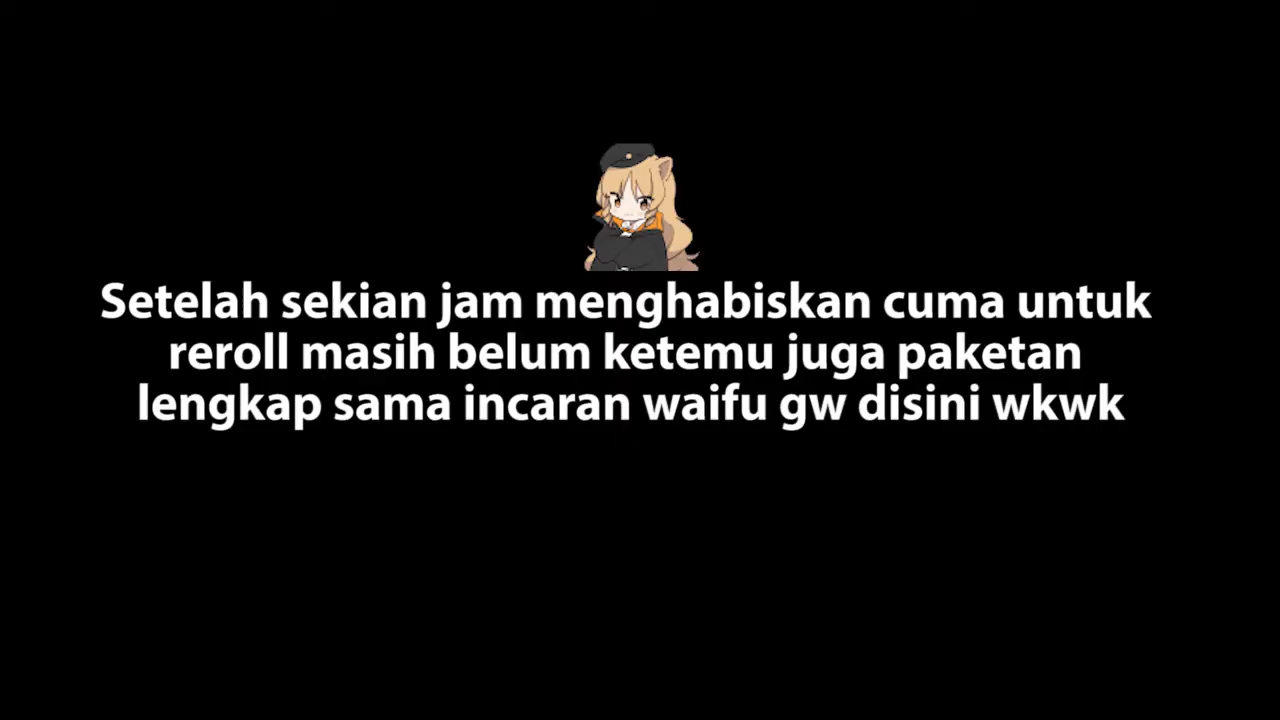 Setelah sekian jam menghabiskan cuma untuk
reroll masih belum ketemu juga paketan
lengkap sama incaran waifu gw disini wkwk